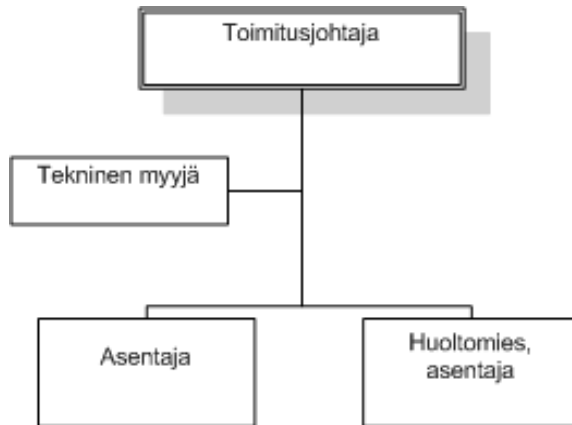 Toimitusjohtaja
Tekninen myyjä
Asentaja
Huoltomies,
asentaja